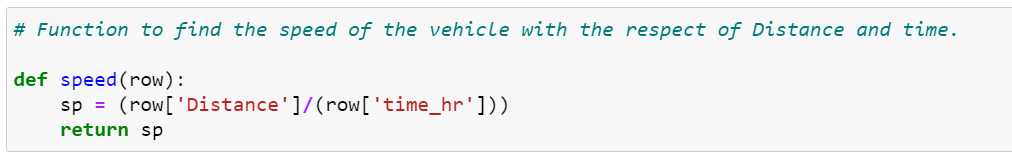 # Function to find the speed of the vehicle with the respect of Distance and time.
def speed(row):
    sp = (row['Distance']/(row['time_hr']))
    return sp